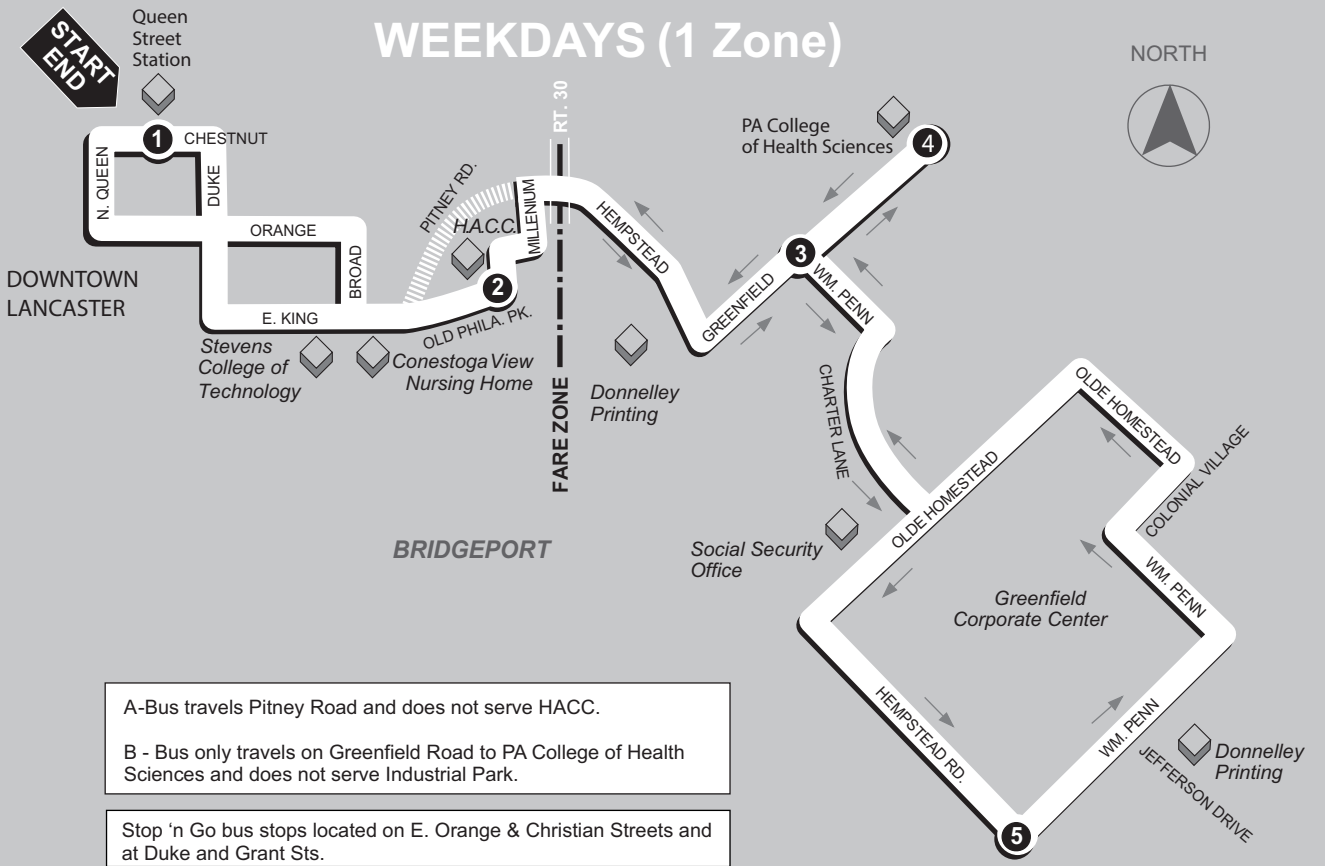 WEEKDAYS (1 Zone)
START
END
Queen
Street
Station
NORTH
RT. 30
1
CHESTNUT
N. QUEEN
DUKE
ORANGE
BROAD
E. KING
DOWNTOWN
LANCASTER
PITNEY RD.
H.A.C.C.
MILLENIUM
2
OLD PHILA. PK.
Stevens
College of
Technology
Conestoga View
Nursing Home
FARE ZONE
HEMPSTEAD
Donnelley
Printing
GREENFIELD
PA College
of Health Sciences
4
3
WM. PENN
CHARTER LANE
BRIDGEPORT
Social Security
Office
OLDE HOMESTEAD
OLDE HOMESTEAD
COLONIAL VILLAGE
WM. PENN
Greenfield
Corporate Center
HEMPSTEAD RD.
WM. PENN
5
JEFFERSON DRIVE
Donnelley
Printing
A-Bus travels Pitney Road and does not serve HACC.
B - Bus only travels on Greenfield Road to PA College of Health
Sciences and does not serve Industrial Park.
Stop ’n Go bus stops located on E. Orange & Christian Streets and
at Duke and Grant Sts.